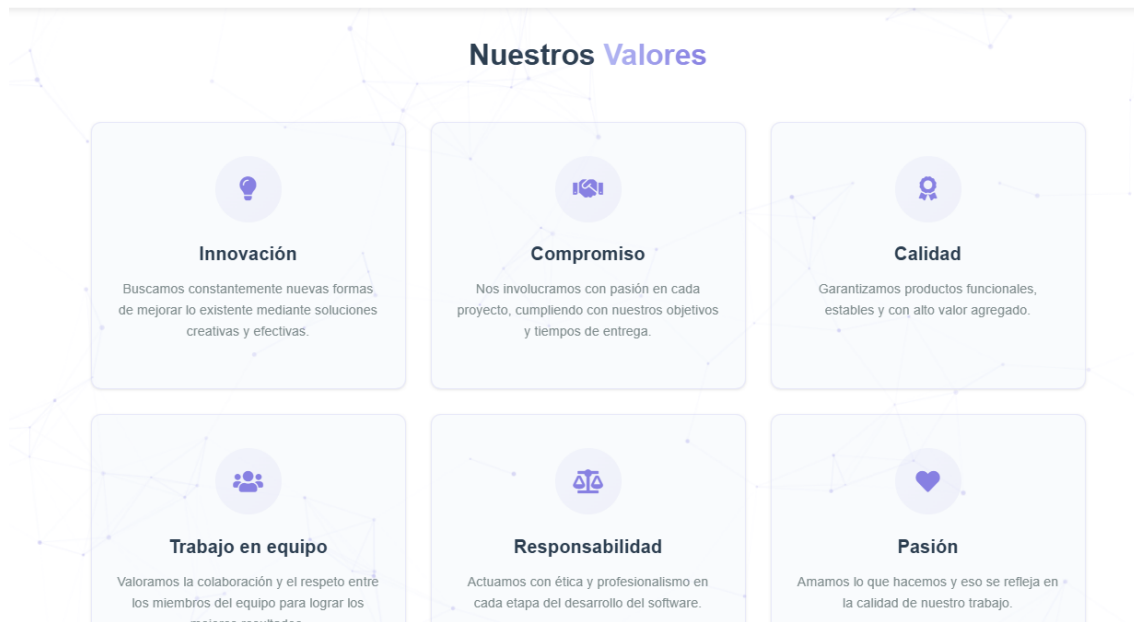 Nuestros Valores
Innovación
Buscamos constantemente nuevas formas
de mejorar lo existente mediante soluciones
creativas y efectivas.
Compromiso
Nos involucramos con pasión en cada
proyecto, cumpliendo con nuestros objetivos
y tiempos de entrega.
Calidad
Garantizamos productos funcionales,
estables y con alto valor agregado.
Trabajo en equipo
Valoramos la colaboración y el respeto entre
los miembros del equipo para lograr los
mejores resultados.
Responsabilidad
Actuamos con ética y profesionalismo en
cada etapa del desarrollo del software.
Pasión
Amamos lo que hacemos y eso se refleja en
la calidad de nuestro trabajo.